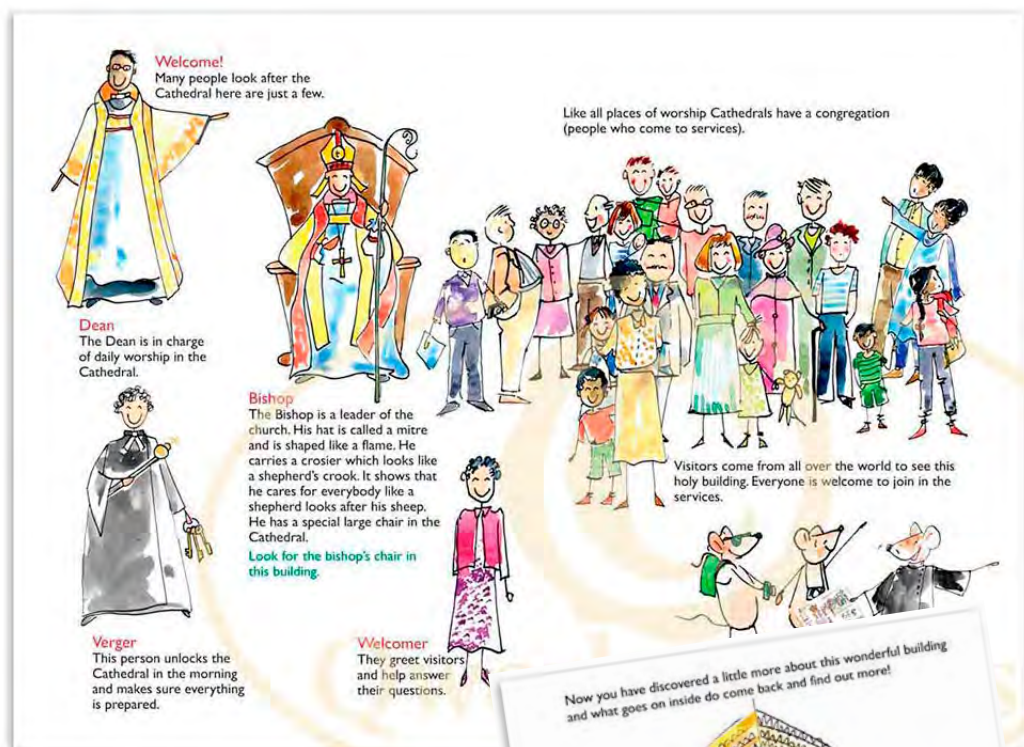 Welcome!
Many people look after the
Cathedral here are just a few.
Like all places of worship Cathedrals have a congregation
(people who come to services).
Dean
The Dean is in charge
of daily worship in the
Cathedral.
Bishop
The Bishop is a leader of the
church. His hat is called a mitre
and is shaped like a flame. He
carries a crosier which looks like
a shepherd's crook. It shows that
he cares for everybody like a
shepherd looks after his sheep.
He has a special large chair in the
Cathedral.
Look for the bishop's chair in
this building.
Visitors come from all over the world to see this
holy building. Everyone is welcome to join in the
services.
Verger
This person unlocks the
Cathedral in the morning
and makes sure everything
is prepared.
Welcomer
They greet visitors
and help answer
their questions.
Now you have discovered a little more about this wonderful building
and what goes on inside do come back and find out more!